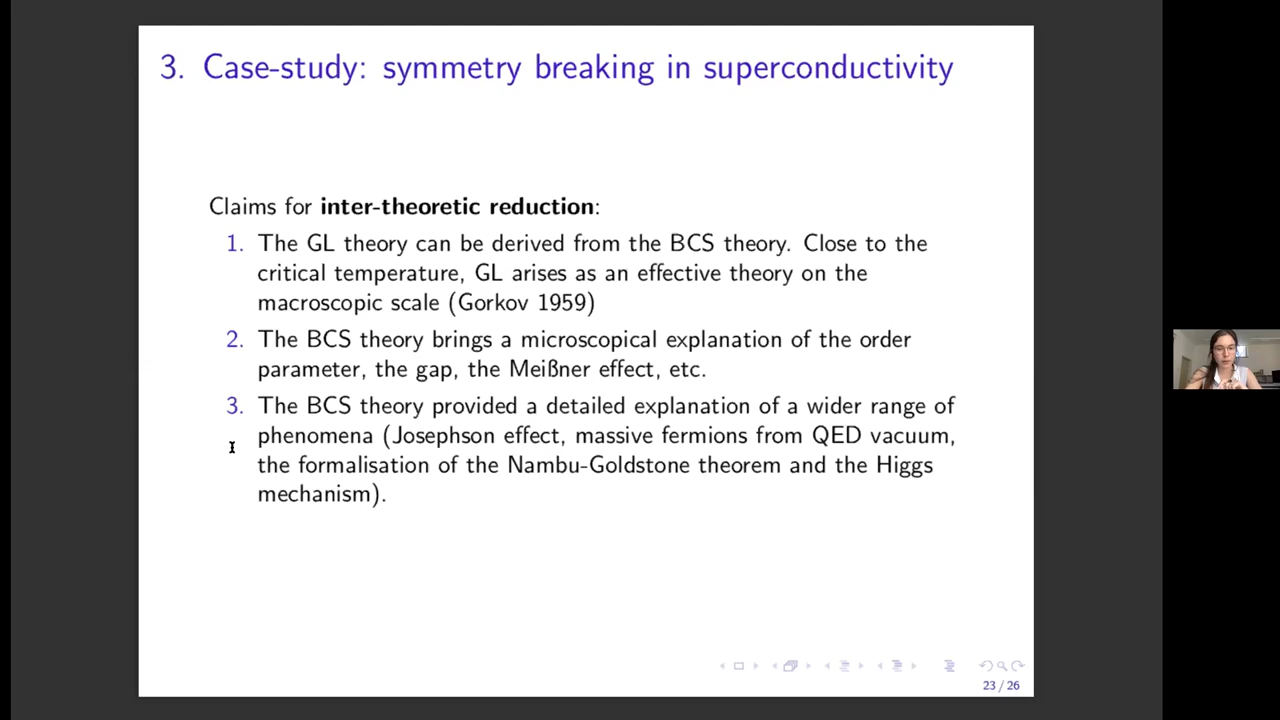 3. Case-study: symmetry breaking in superconductivity
Claims for inter-theoretic reduction:
1. The GL theory can be derived from the BCS theory. Close to the
critical temperature, GL arises as an effective theory on the
macroscopic scale (Gorkov 1959)
2. The BCS theory brings a microscopical explanation of the order
parameter, the gap, the Meißner effect, etc.
3. The BCS theory provided a detailed explanation of a wider range of
phenomena (Josephson effect, massive fermions from QED vacuum,
the formalisation of the Nambu-Goldstone theorem and the Higgs
mechanism).
23 / 26